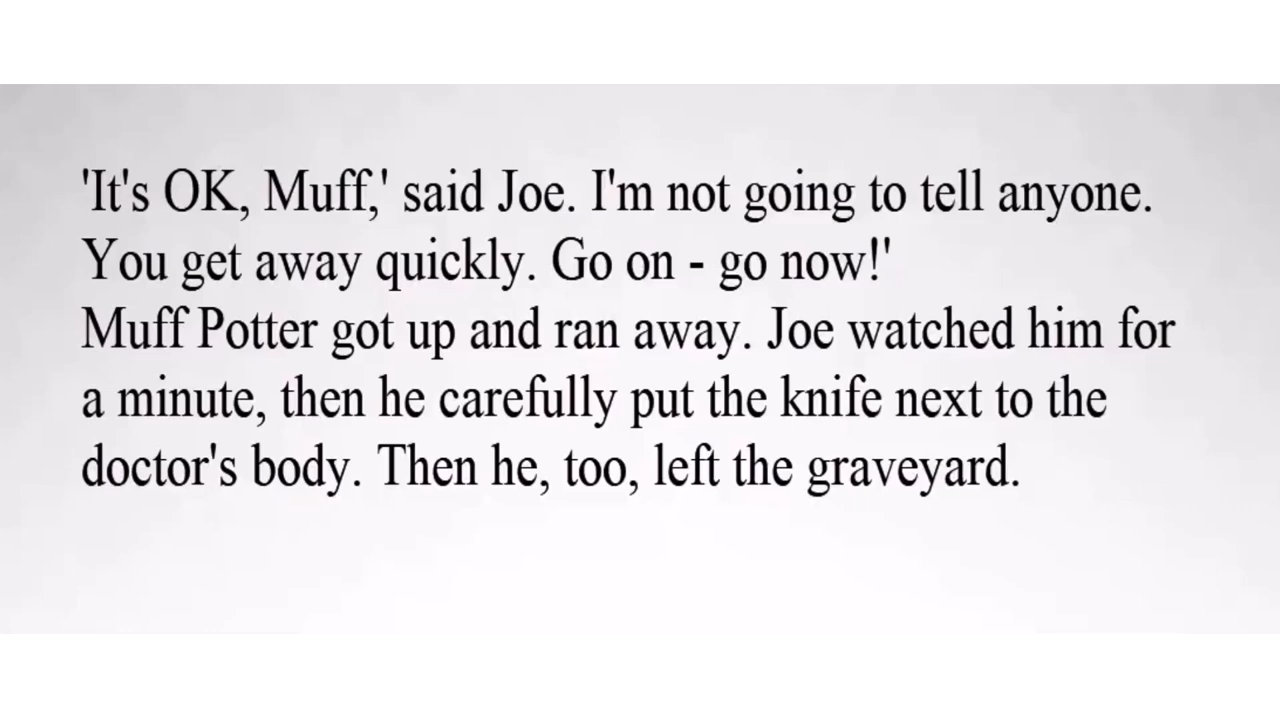 'It's OK, Muff,' said Joe. I'm not going to tell anyone.
You get away quickly. Go on - go now!'
Muff Potter got up and ran away. Joe watched him for
a minute, then he carefully put the knife next to the
doctor's body. Then he, too, left the graveyard.